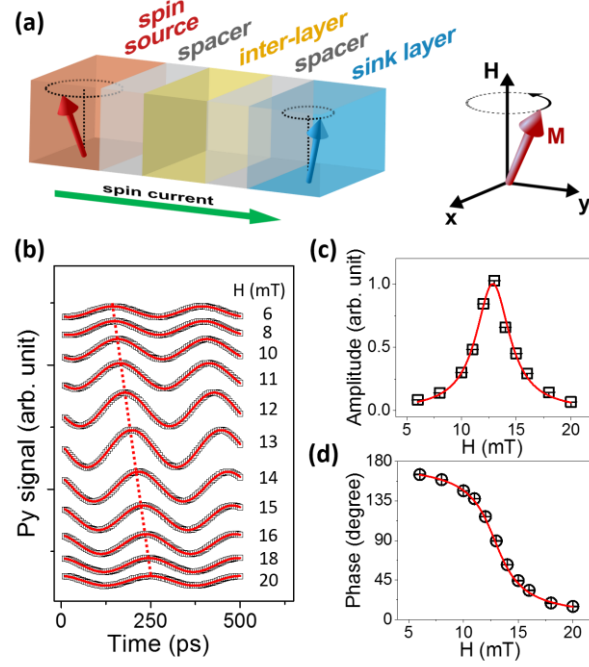 (a)
spin
source
spacer
inter-layer
spacer
sink layer
spin current
H
M
x
y
(b)
H (mT)
6
8
10
11
12
13
14
15
16
18
20
Py signal (arb. unit)
0 250 500
Time (ps)
(c)
1.0
0.5
0.0
Amplitude (arb. unit)
5 10 15 20
H (mT)
(d)
180
135
90
45
0
Phase (degree)
5 10 15 20
H (mT)